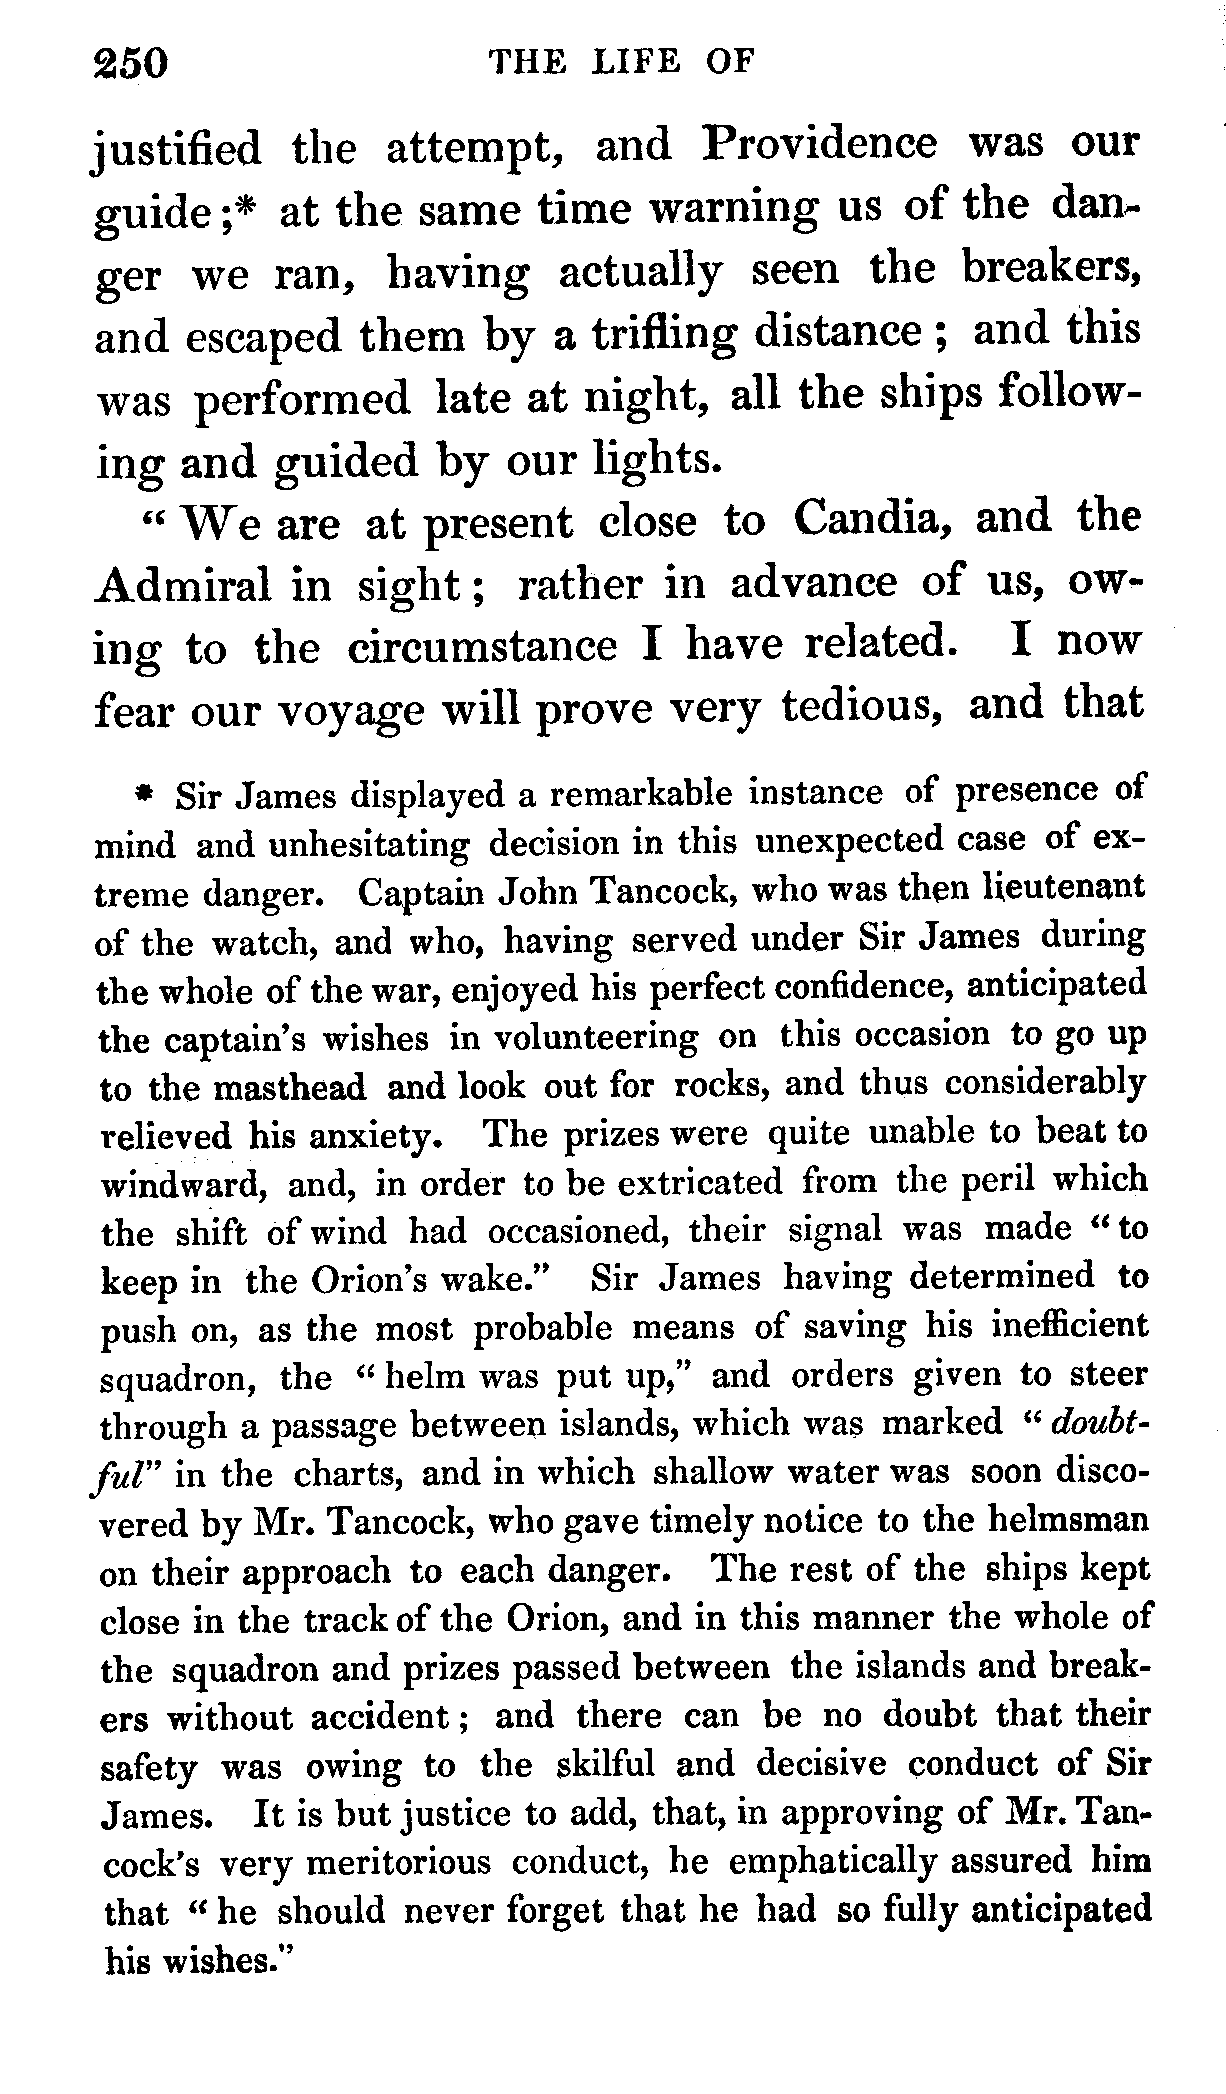 250 THE LIFE OF
justified the attempt, and Providence was our
guide ;* at the same time warning us of the dan-
ger we ran, having actually seen the breakers,
and escaped them by a trifling distance ; and this
was performed late at night, all the ships follow-
ing and guided by our lights.
“ We are at present close to Candia, and the
Admiral in sight ; rather in advance of us, ow-
ing to the circumstance I have related. I now
fear our voyage will prove very tedious, and that
* Sir James displayed a remarkable instance of presence of
mind and unhesitating decision in this unexpected case of ex-
treme danger. Captain John Tancock, who was then lieutenant
of the watch, and who, having served under Sir James during
the whole of the war, enjoyed his perfect confidence, anticipated
the captain’s wishes in volunteering on this occasion to go up
to the masthead and look out for rocks, and thus considerably
relieved his anxiety. The prizes were quite unable to beat to
windward, and, in order to be extricated from the peril which
the shift of wind had occasioned, their signal was made “ to
keep in the Orion’s wake.” Sir James having determined to
push on, as the most probable means of saving his inefficient
squadron, the “ helm was put up,” and orders given to steer
through a passage between islands, which was marked “ doubt-
ful” in the charts, and in which shallow water was soon disco-
vered by Mr. Tancock, who gave timely notice to the helmsman
on their approach to each danger. The rest of the ships kept
close in the track of the Orion, and in this manner the whole of
the squadron and prizes passed between the islands and break-
ers without accident ; and there can be no doubt that their
safety was owing to the skilful and decisive conduct of Sir
James. It is but justice to add, that, in approving of Mr. Tan-
cock’s very meritorious conduct, he emphatically assured him
that “ he should never forget that he had so fully anticipated
his wishes.”